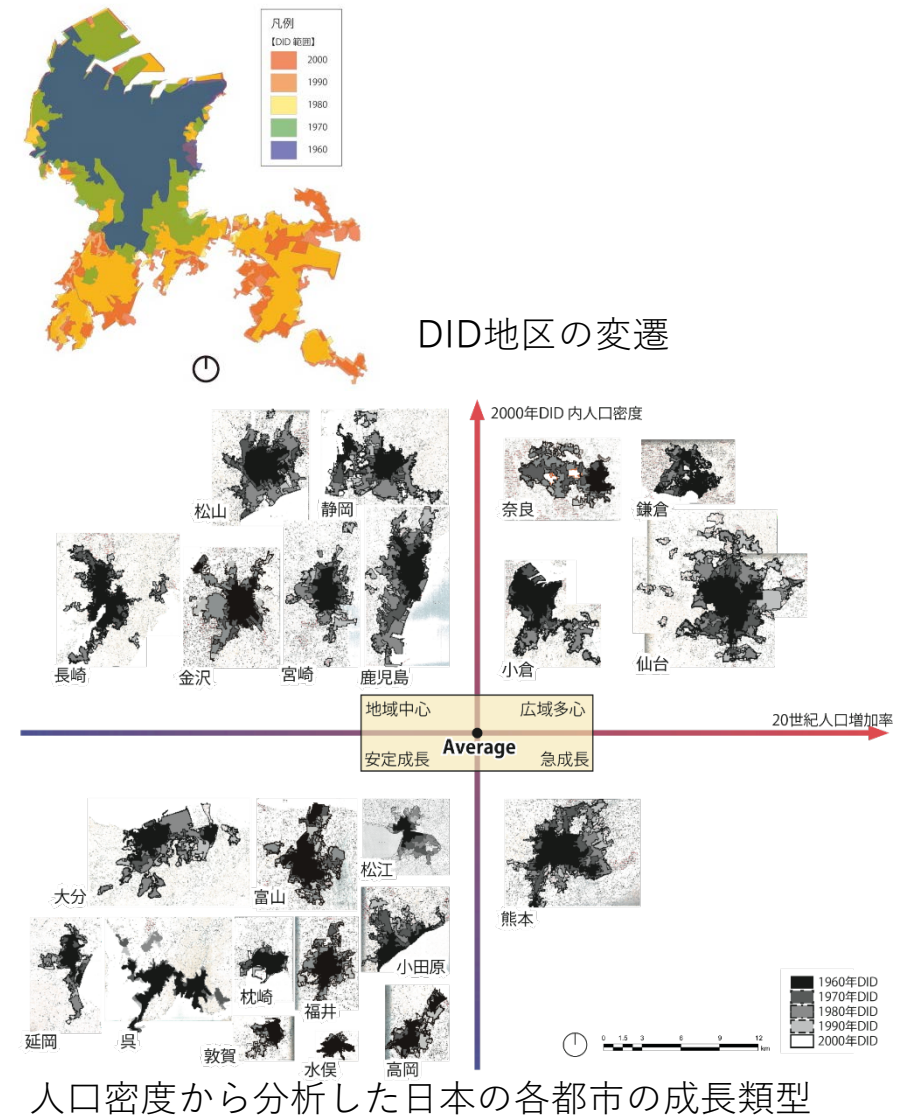 凡例
【DID 範囲】
2000
1990
1980
1970
1960
DID地区の変遷
2000年DID 内人口密度
松山
静岡
奈良
鎌倉
長崎
金沢
宮崎
鹿児島
小倉
仙台
地域中心
広域多心
20世紀人口増加率
Average
安定成長
急成長
大分
富山
松江
熊本
小田原
延岡
呉
枕崎
福井
敦賀
水俣
高岡
1960年DID
1970年DID
1980年DID
1990年DID
2000年DID
0 1.5 3 6 9 12
km
人口密度から分析した日本の各都市の成長類型